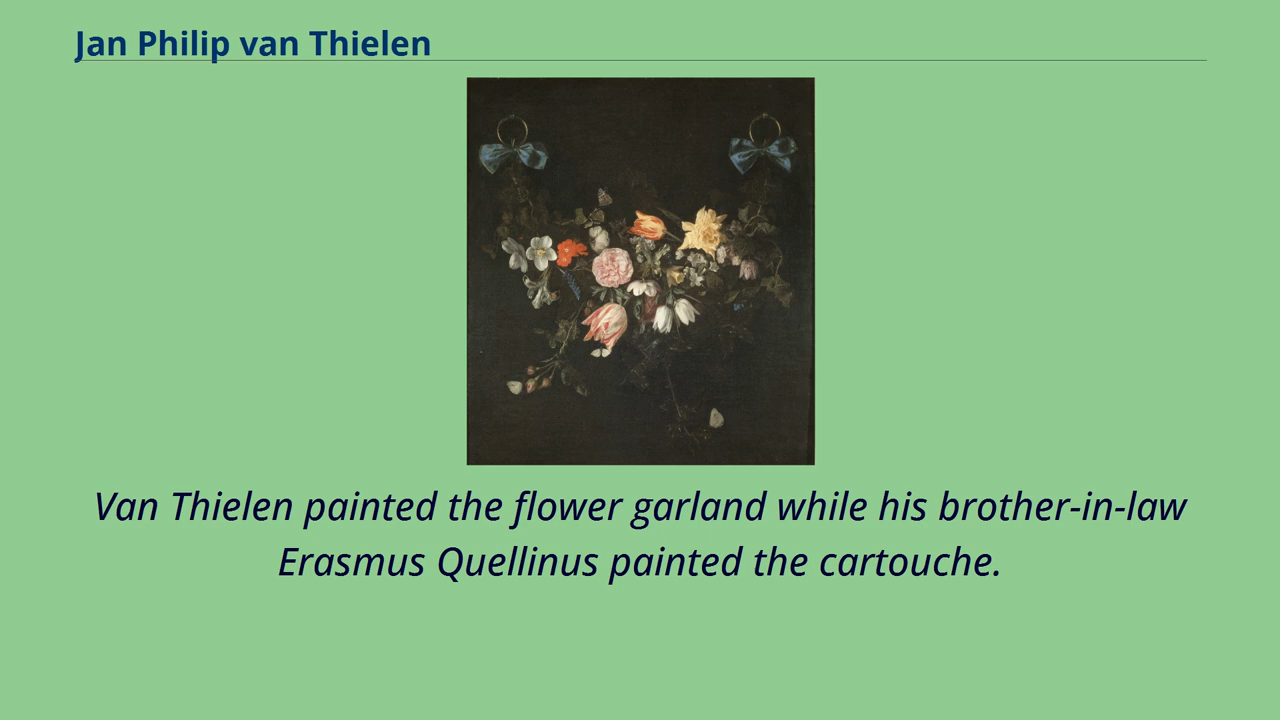 Jan Philip van Thielen
Van Thielen painted the flower garland while his brother-in-law
Erasmus Quellinus painted the cartouche.